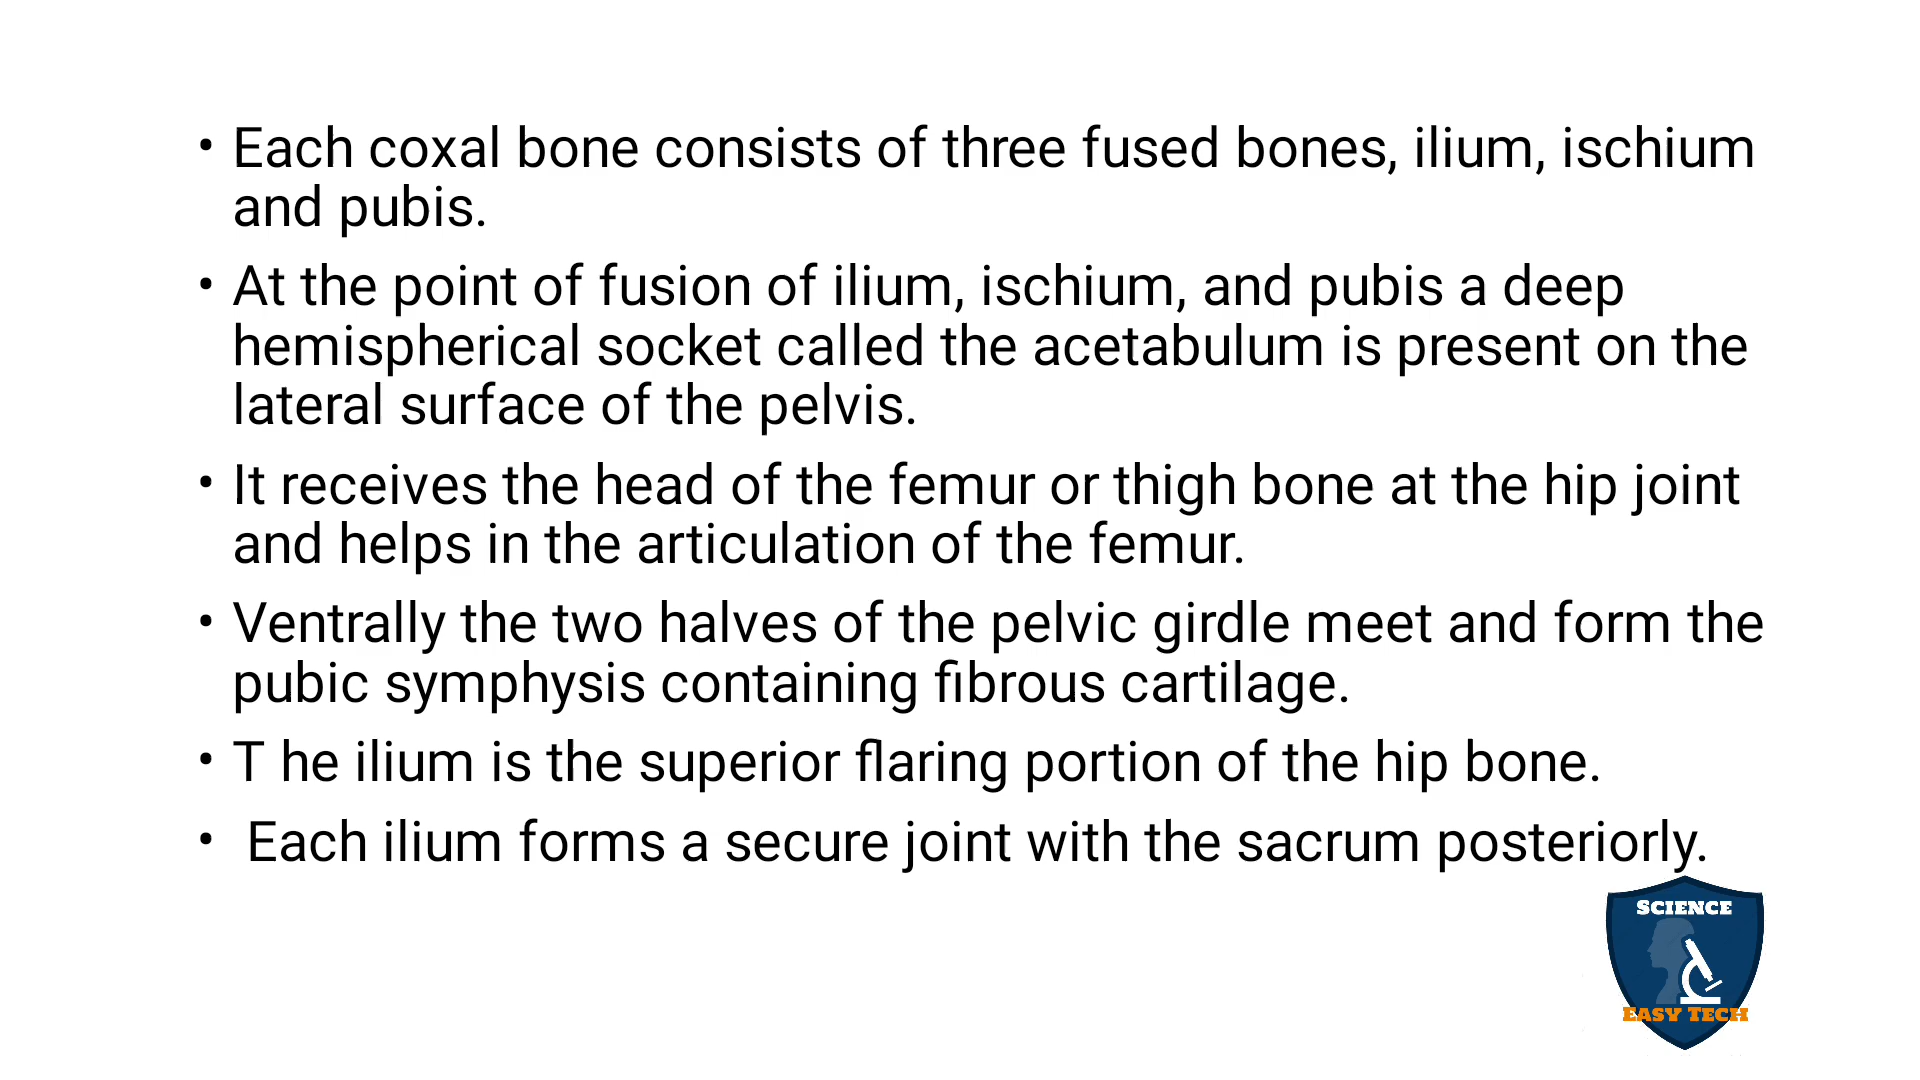 • Each coxal bone consists of three fused bones, ilium, ischium
and pubis.
• At the point of fusion of ilium, ischium, and pubis a deep
hemispherical socket called the acetabulum is present on the
lateral surface of the pelvis.
• It receives the head of the femur or thigh bone at the hip joint
and helps in the articulation of the femur.
• Ventrally the two halves of the pelvic girdle meet and form the
pubic symphysis containing fibrous cartilage.
• T he ilium is the superior flaring portion of the hip bone.
• Each ilium forms a secure joint with the sacrum posteriorly.
SCIENCE
EASY TECH